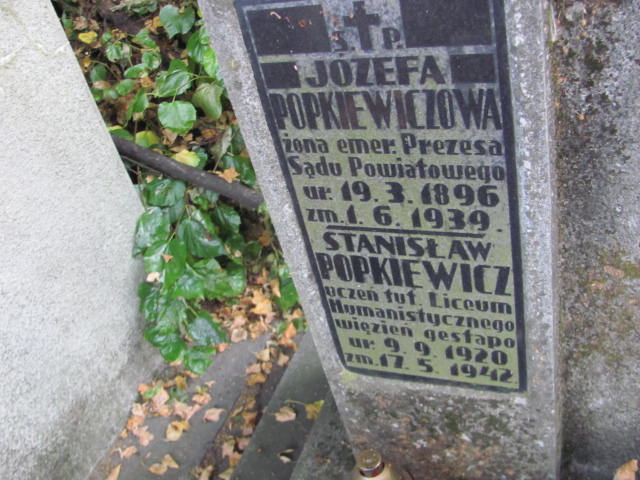 Ś. P.
JÓZEFA
POPKIEWICZOWA
żona emer. Prezesa
Sądu Powiatowego
ur. 19. 3. 1896
zm. 1. 6. 1939.
STANISŁAW
POPKIEWICZ
uczeń tut. Liceum
Humanistycznego
więzień gestapo
ur. 9. 9. 1920
zm. 17. 5. 1942.